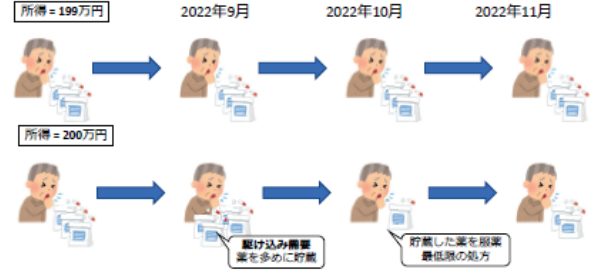 所得 = 199万円
2022年9月
2022年10月
2022年11月
所得 = 200万円
駆け込み需要
薬を多めに貯蔵
貯蔵した薬を服薬
最低限の処方